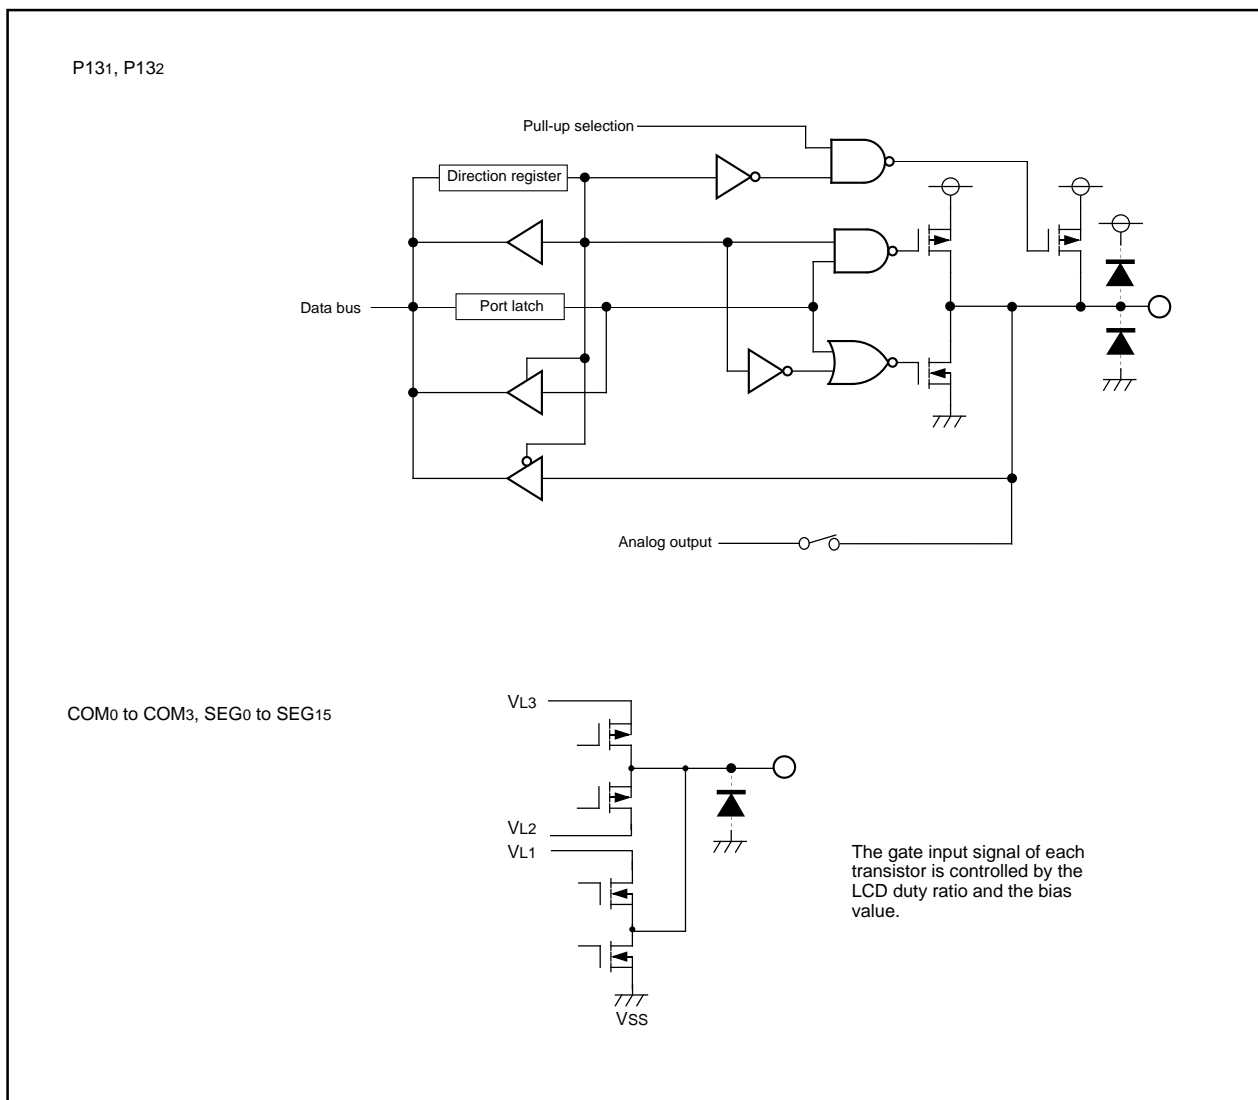 P131, P132
Pull-up selection
Direction register
Data bus
Port latch
Analog output
COM0 to COM3, SEG0 to SEG15
VL3
VL2
VL1
The gate input signal of each
transistor is controlled by the
LCD duty ratio and the bias
value.
VSS